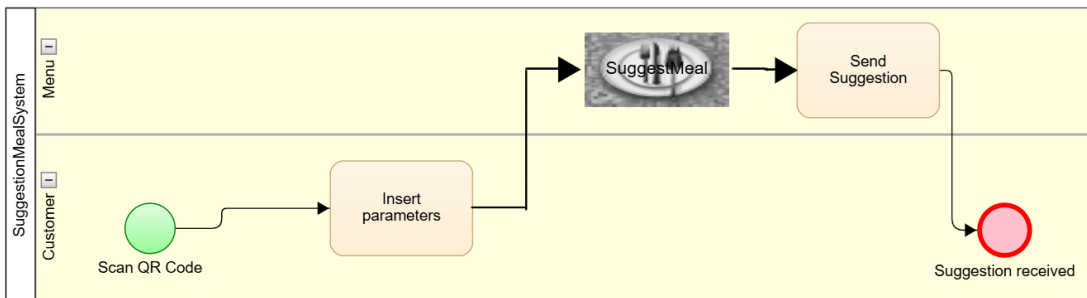 SuggestionMealSystem
Menu
SuggestMeal
Send
Suggestion
Customer
Insert
parameters
Scan QR Code
Suggestion received